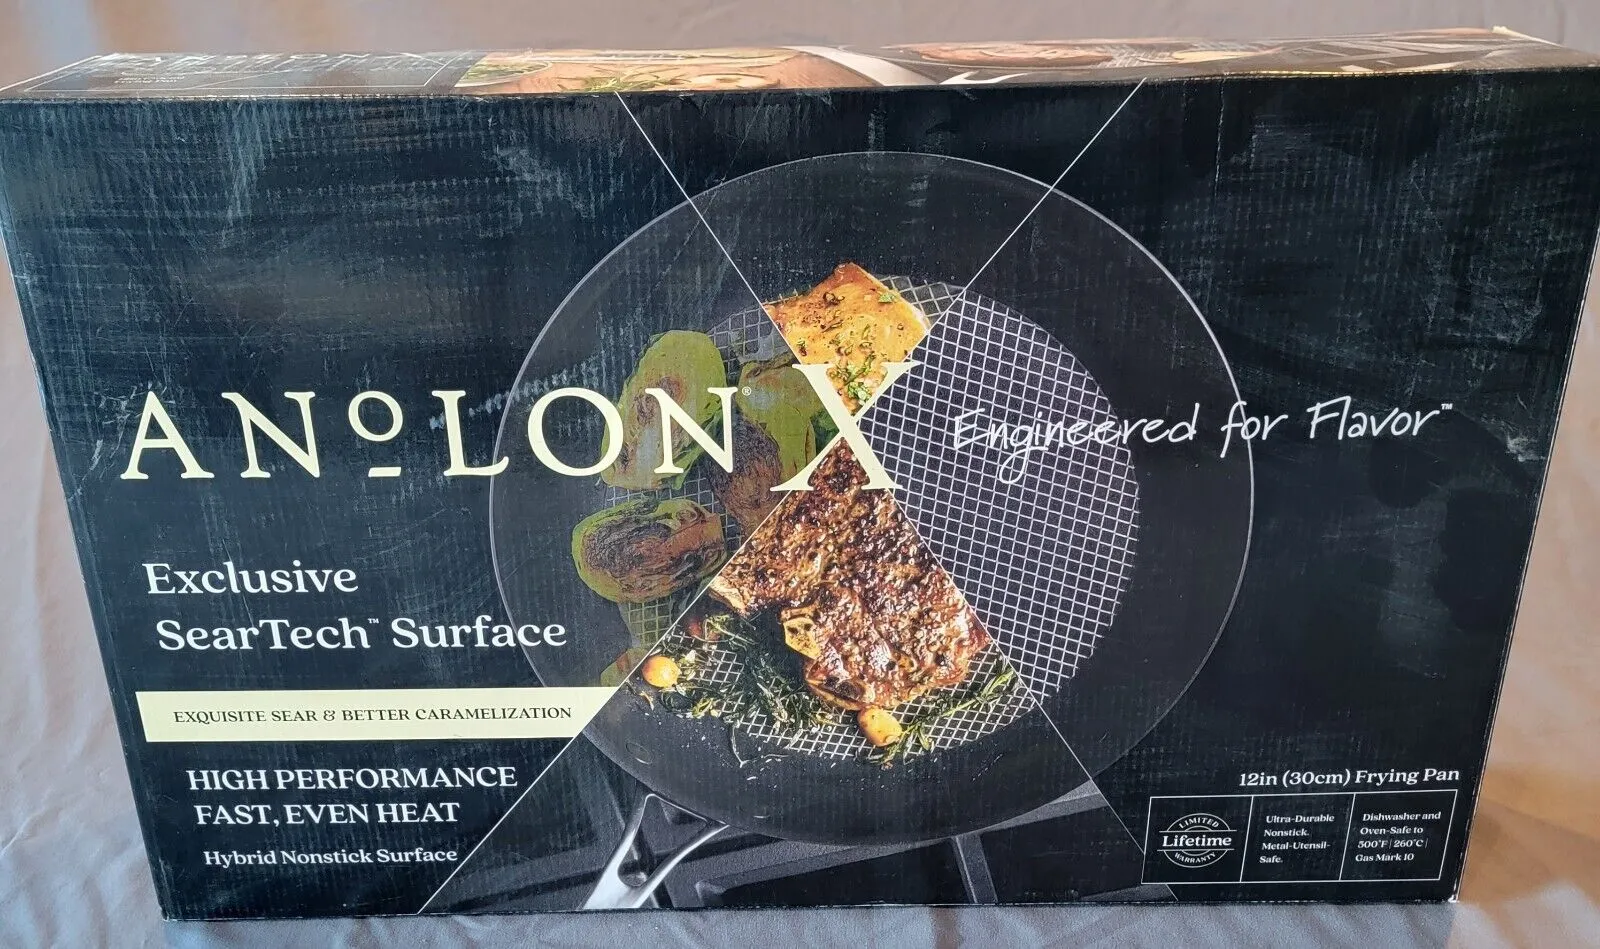 ANOLON® X
Engineered for Flavor™
Exclusive
SearTech™ Surface
EXQUISITE SEAR & BETTER CARAMELIZATION
HIGH PERFORMANCE
FAST, EVEN HEAT
Hybrid Nonstick Surface
12in (30cm) Frying Pan
LIMITED
Lifetime
WARRANTY
Ultra-Durable
Nonstick.
Metal-Utensil-
Safe.
Dishwasher and
Oven-Safe to
500°F | 260°C |
Gas Mark 10